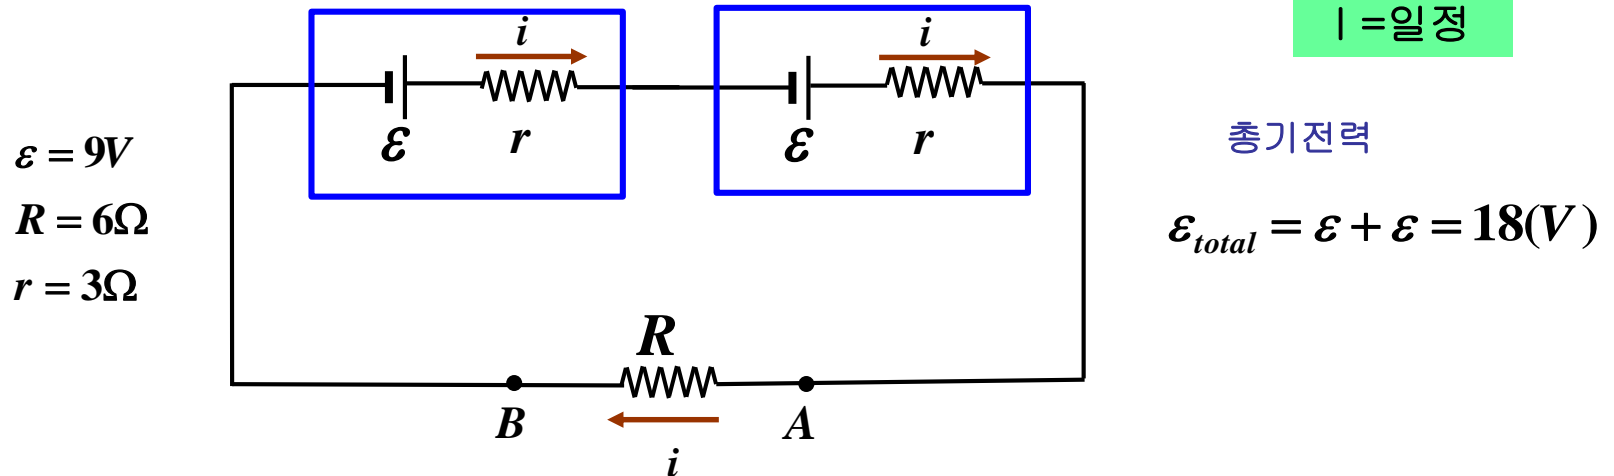 I =일정
i
i
ε
r
ε
r
ε = 9V
R = 6Ω
r = 3Ω
총기전력
ε_total = ε + ε = 18(V)
R
B
A
i